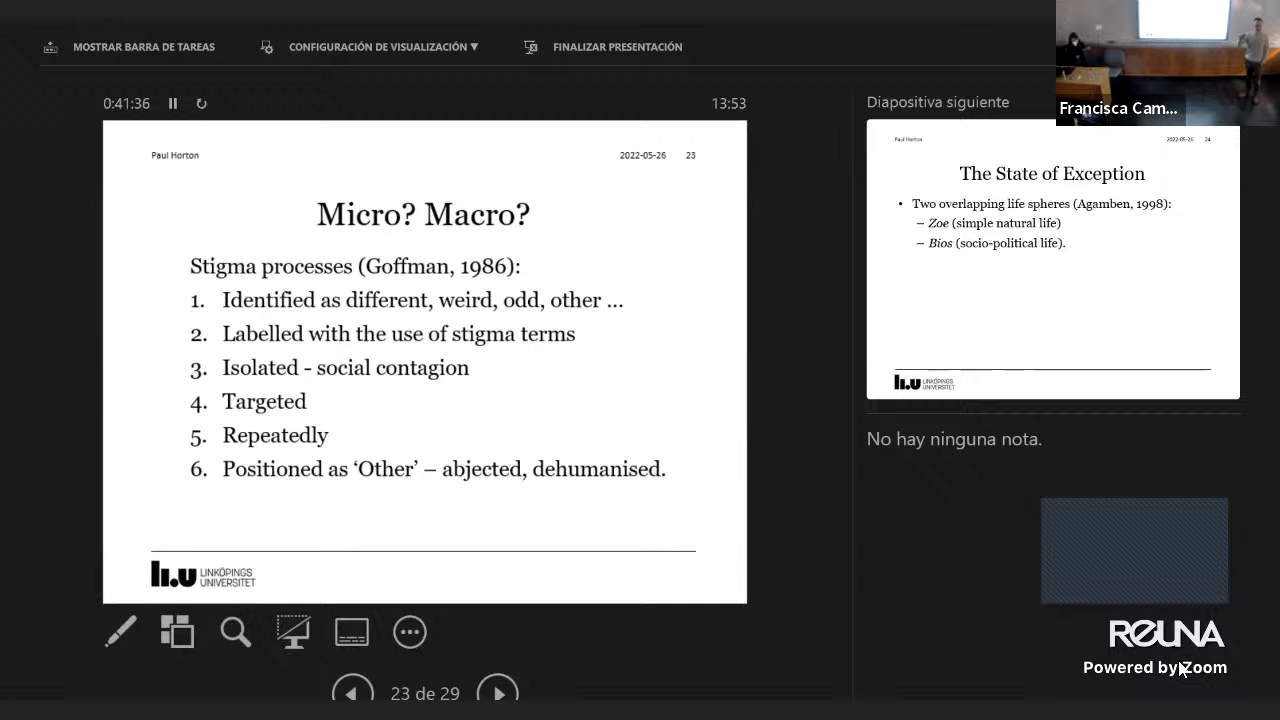 MOSTRAR BARRA DE TAREAS
CONFIGURACIÓN DE VISUALIZACIÓN ▼
FINALIZAR PRESENTACIÓN
Francisca Cam...
0:41:36
13:53
Paul Horton
2022-05-26 23
Micro? Macro?
Stigma processes (Goffman, 1986):
1. Identified as different, weird, odd, other ...
2. Labelled with the use of stigma terms
3. Isolated - social contagion
4. Targeted
5. Repeatedly
6. Positioned as ‘Other’ – abjected, dehumanised.
li.u LINKÖPINGS
UNIVERSITET
23 de 29
Diapositiva siguiente
Paul Horton
2022-05-26 24
The State of Exception
• Two overlapping life spheres (Agamben, 1998):
– Zoe (simple natural life)
– Bios (socio-political life).
li.u LINKÖPINGS
UNIVERSITET
No hay ninguna nota.
REUNA
Powered by Zoom